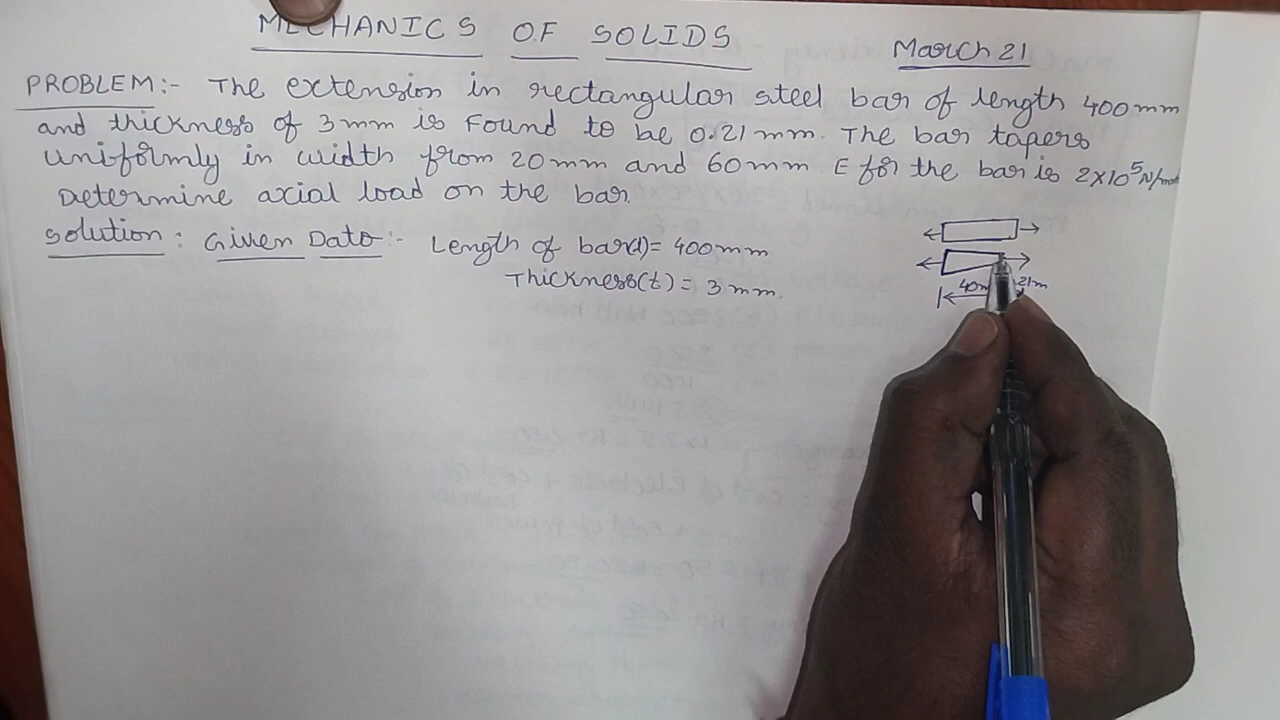 MECHANICS OF SOLIDS
March 21
PROBLEM:- The extension in rectangular steel bar of length 400mm
and thickness of 3mm is Found to be 0.21mm. The bar tapers
uniformly in width from 20mm and 60mm. E for the bar is 2x10⁵N/mm
Determine axial load on the bar.
Solution: Given Data:- Length of bar(l)= 400mm
Thickness(t) = 3mm.